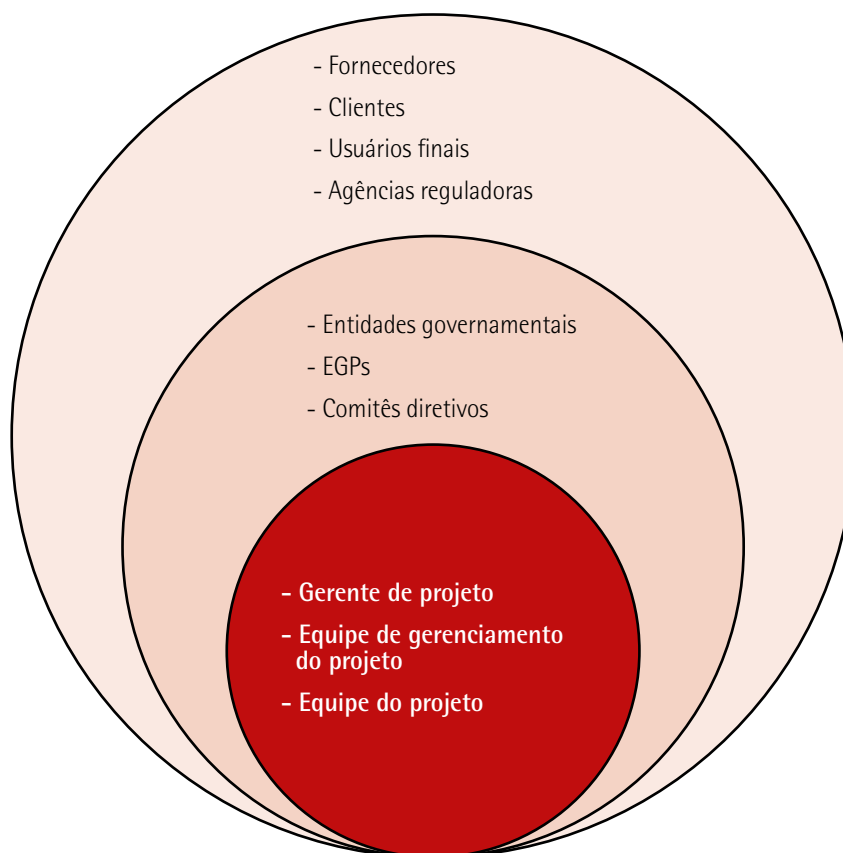 - Fornecedores
- Clientes
- Usuários finais
- Agências reguladoras
- Entidades governamentais
- EGPs
- Comitês diretivos
- Gerente de projeto
- Equipe de gerenciamento
do projeto
- Equipe do projeto